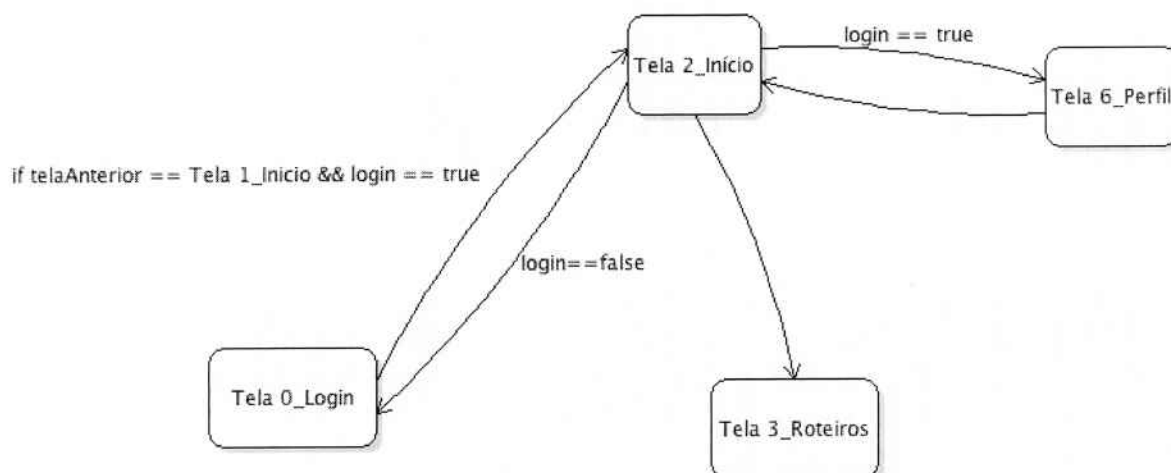 login == true
Tela 2_Início
Tela 6_Perfil
if telaAnterior == Tela 1_Inicio && login == true
login==false
Tela 0_Login
Tela 3_Roteiros